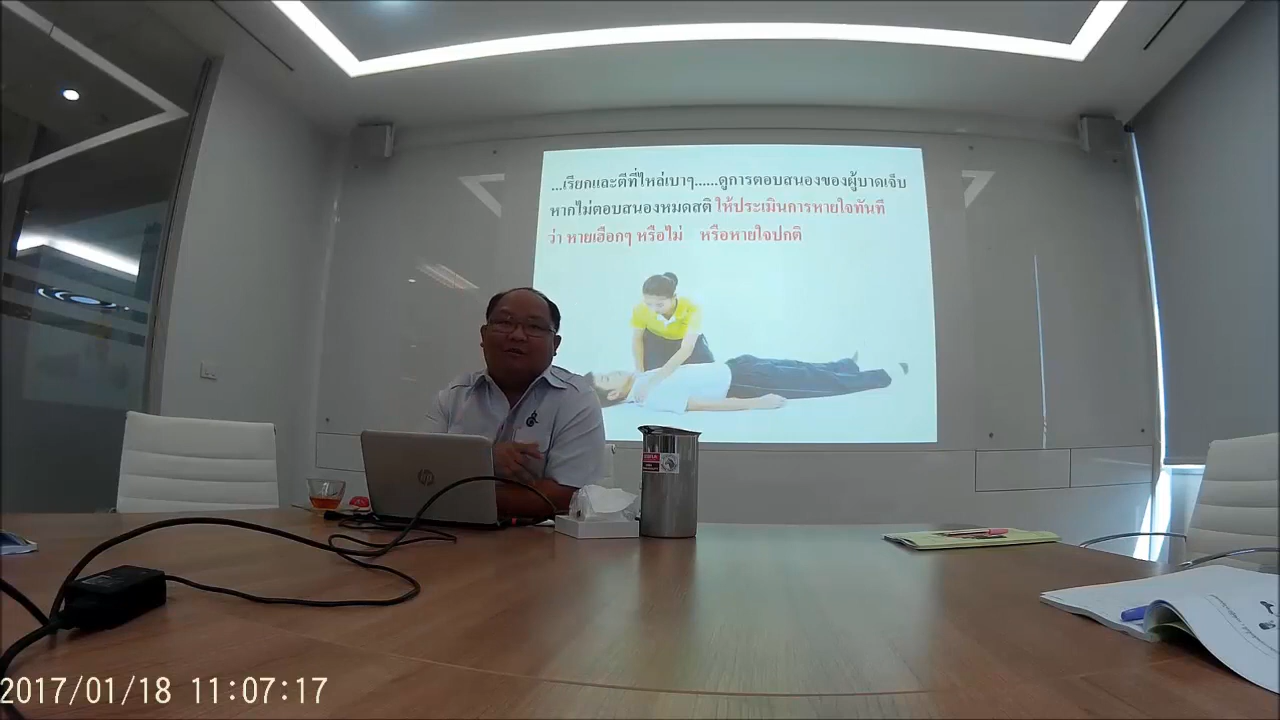 ...เรียกและตีที่ไหล่เบาๆ......ดูการตอบสนองของผู้บาดเจ็บ
หากไม่ตอบสนองหมดสติ ให้ประเมินการหายใจทันที
ว่า หายเฮือกๆ หรือไม่ หรือหายใจปกติ
hp
2017/01/18 11:07:17